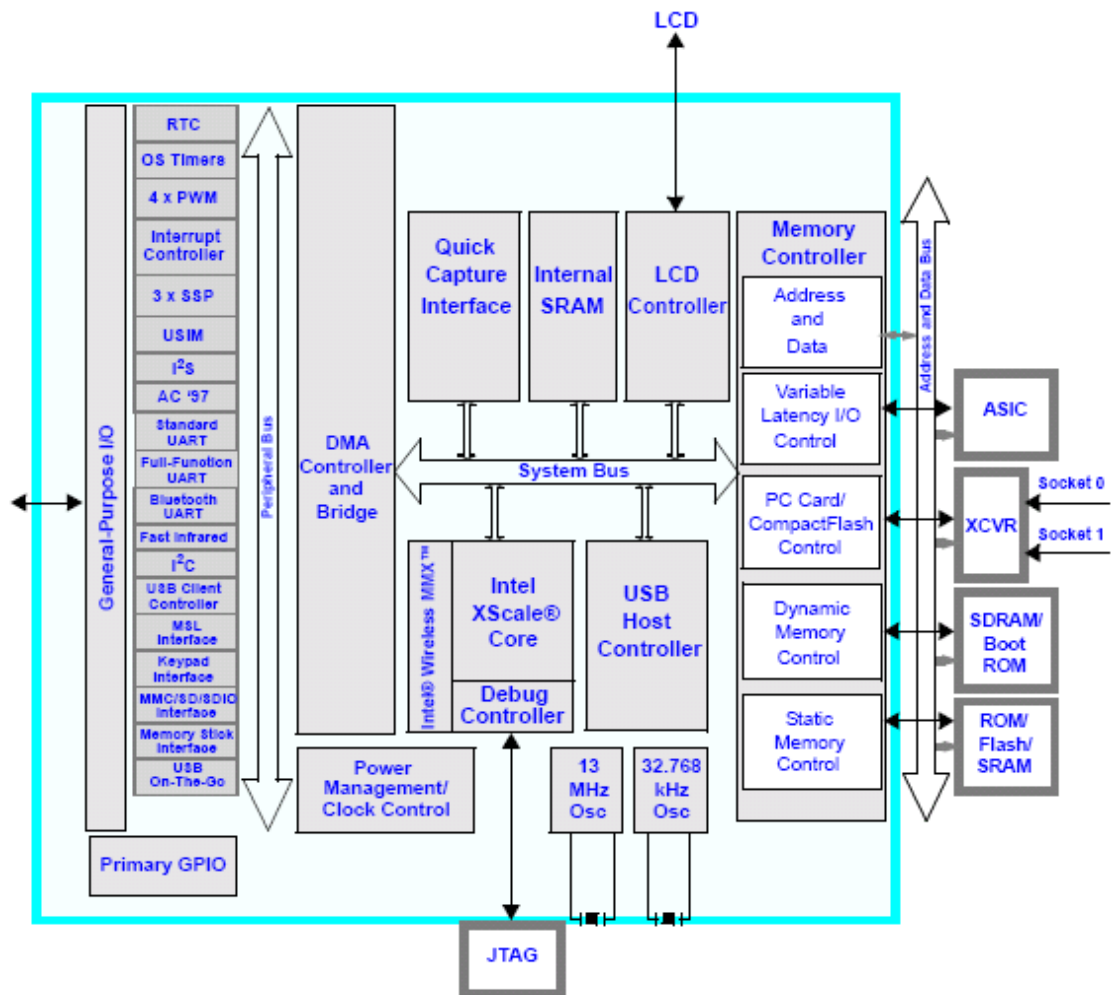 LCD
RTC
OS Timers
4 x PWM
Interrupt
Controller
3 x SSP
USIM
I²S
AC '97
Standard
UART
Full-Function
UART
Bluetooth
UART
Fast Infrared
I²C
USB Client
Controller
MSL
Interface
Keypad
Interface
MMC/SD/SDIO
Interface
Memory Stick
Interface
USB
On-The-Go
General-Purpose I/O
Primary GPIO
Peripheral Bus
DMA
Controller
and
Bridge
Power
Management/
Clock Control
Quick
Capture
Interface
Internal
SRAM
LCD
Controller
System Bus
Intel® Wireless MMX™
Intel
XScale®
Core
Debug
Controller
USB
Host
Controller
13
MHz
Osc
32.768
kHz
Osc
Memory
Controller
Address
and
Data
Variable
Latency I/O
Control
PC Card/
CompactFlash
Control
Dynamic
Memory
Control
Static
Memory
Control
Address and Data Bus
ASIC
XCVR
Socket 0
Socket 1
SDRAM/
Boot
ROM
ROM/
Flash/
SRAM
JTAG